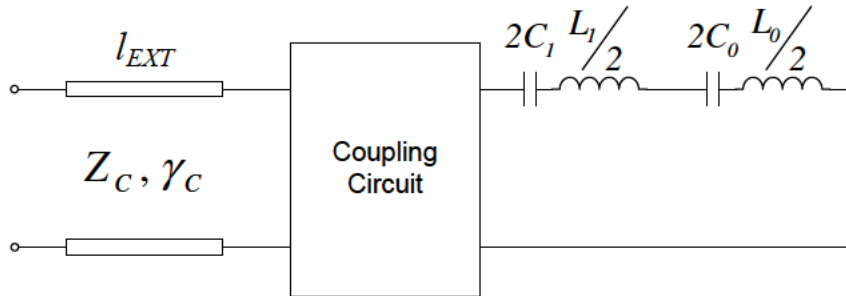 l_EXT
Z_C , γ_C
Coupling
Circuit
2C_1 L_1/2 2C_0 L_0/2